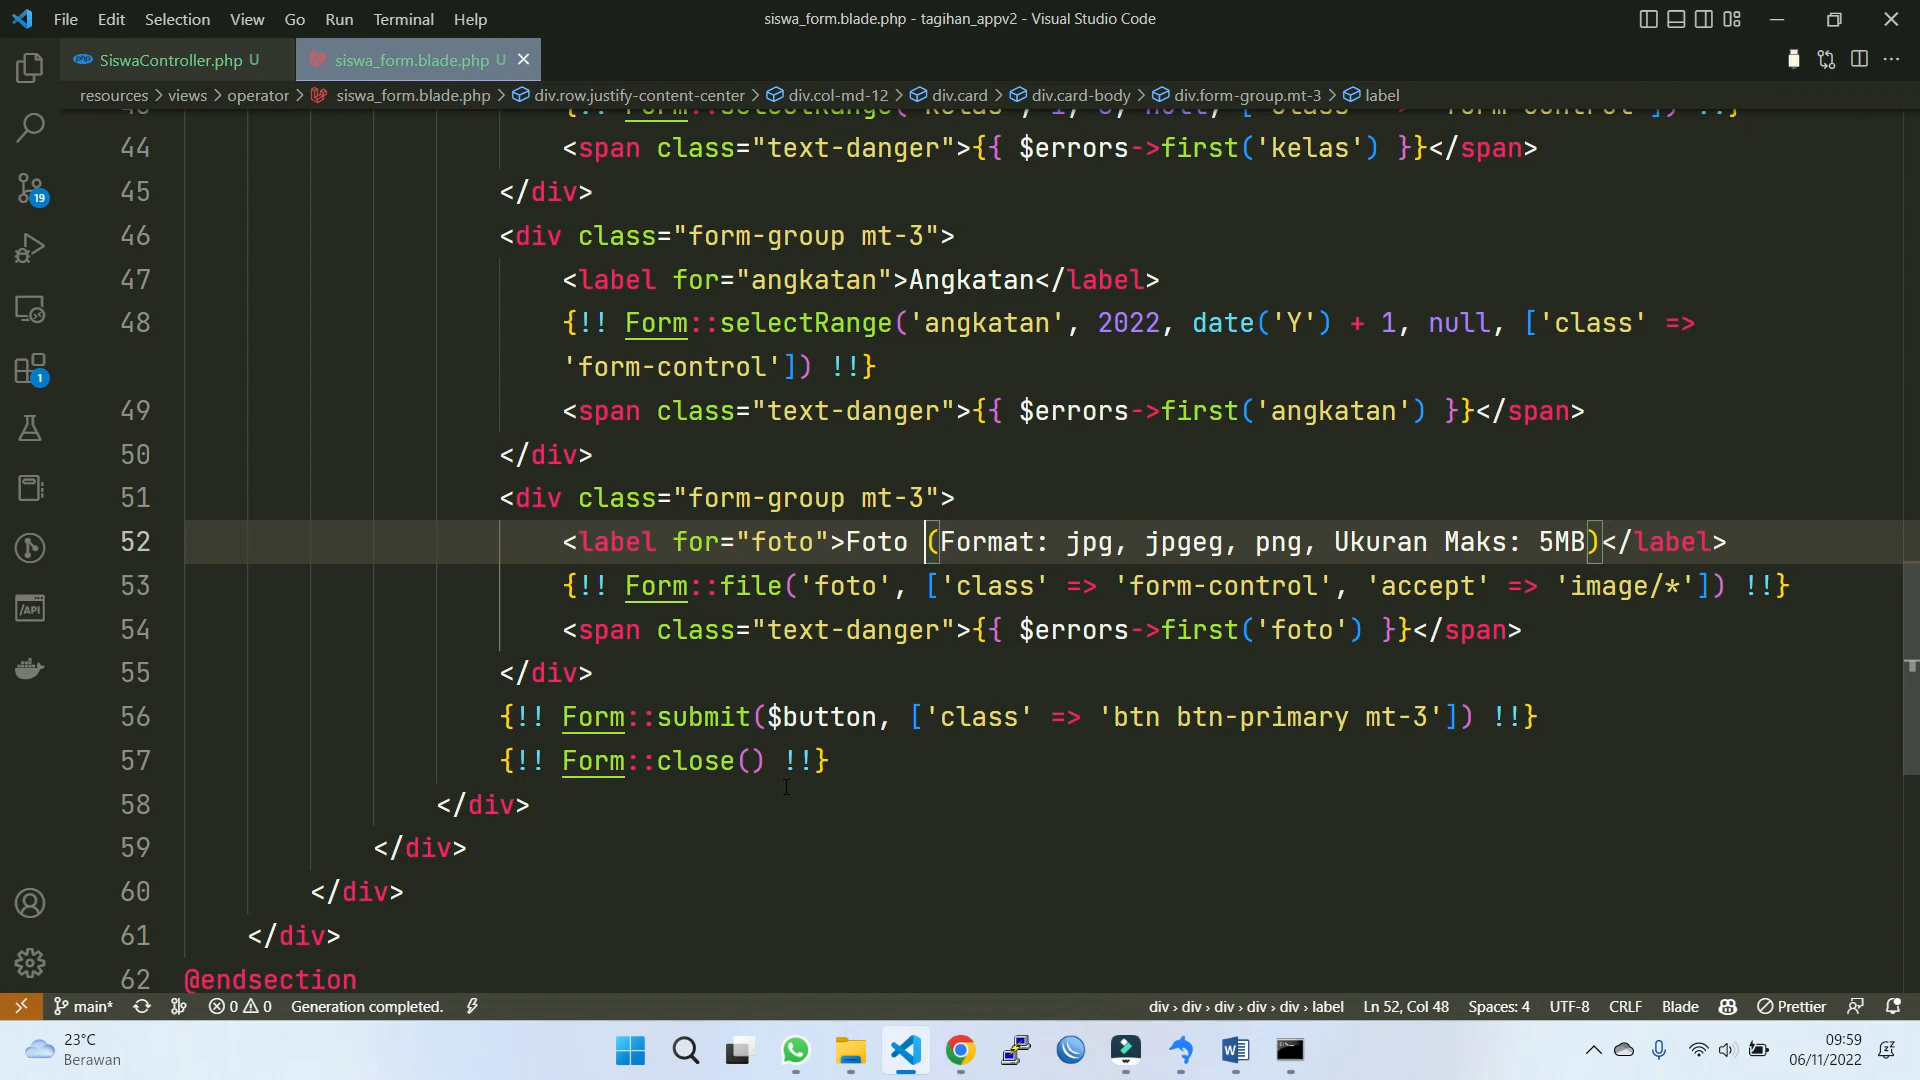 File Edit Selection View Go Run Terminal Help
siswa_form.blade.php - tagihan_appv2 - Visual Studio Code
SiswaController.php U
siswa_form.blade.php U
resources > views > operator > siswa_form.blade.php > div.row.justify-content-center > div.col-md-12 > div.card > div.card-body > div.form-group.mt-3 > label
44 <span class="text-danger">{{ $errors->first('kelas') }}</span>
45 </div>
46 <div class="form-group mt-3">
47 <label for="angkatan">Angkatan</label>
48 {!! Form::selectRange('angkatan', 2022, date('Y') + 1, null, ['class' =>
'form-control']) !!}
49 <span class="text-danger">{{ $errors->first('angkatan') }}</span>
50 </div>
51 <div class="form-group mt-3">
52 <label for="foto">Foto (Format: jpg, jpgeg, png, Ukuran Maks: 5MB)</label>
53 {!! Form::file('foto', ['class' => 'form-control', 'accept' => 'image/*']) !!}
54 <span class="text-danger">{{ $errors->first('foto') }}</span>
55 </div>
56 {!! Form::submit($button, ['class' => 'btn btn-primary mt-3']) !!}
57 {!! Form::close() !!}
58 </div>
59 </div>
60 </div>
61 </div>
62 @endsection
19
1
/API
main* 0 0 Generation completed.
div > div > div > div > div > label Ln 52, Col 48 Spaces: 4 UTF-8 CRLF Blade Prettier
23°C
Berawan
09:59
06/11/2022